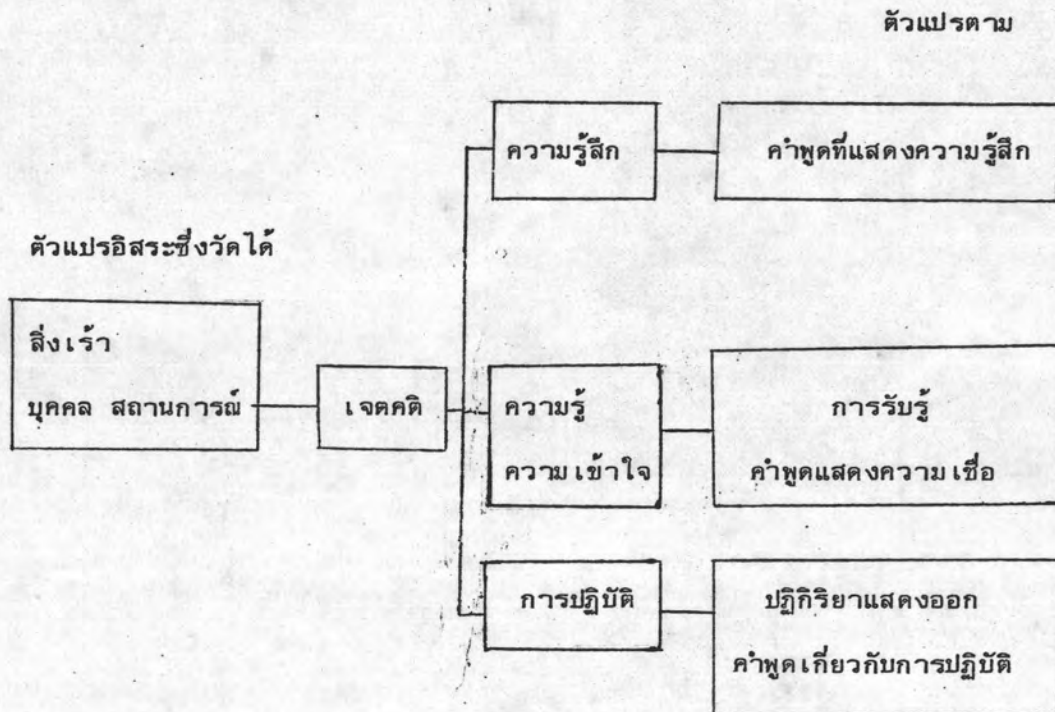 ตัวแปรตาม
ความรู้สึก
คำพูดที่แสดงความรู้สึก
ตัวแปรอิสระซึ่งวัดได้
สิ่งเร้า
บุคคล สถานการณ์
เจตคติ
ความรู้
ความเข้าใจ
การรับรู้
คำพูดแสดงความเชื่อ
การปฏิบัติ
ปฏิกิริยาแสดงออก
คำพูดเกี่ยวกับการปฏิบัติ